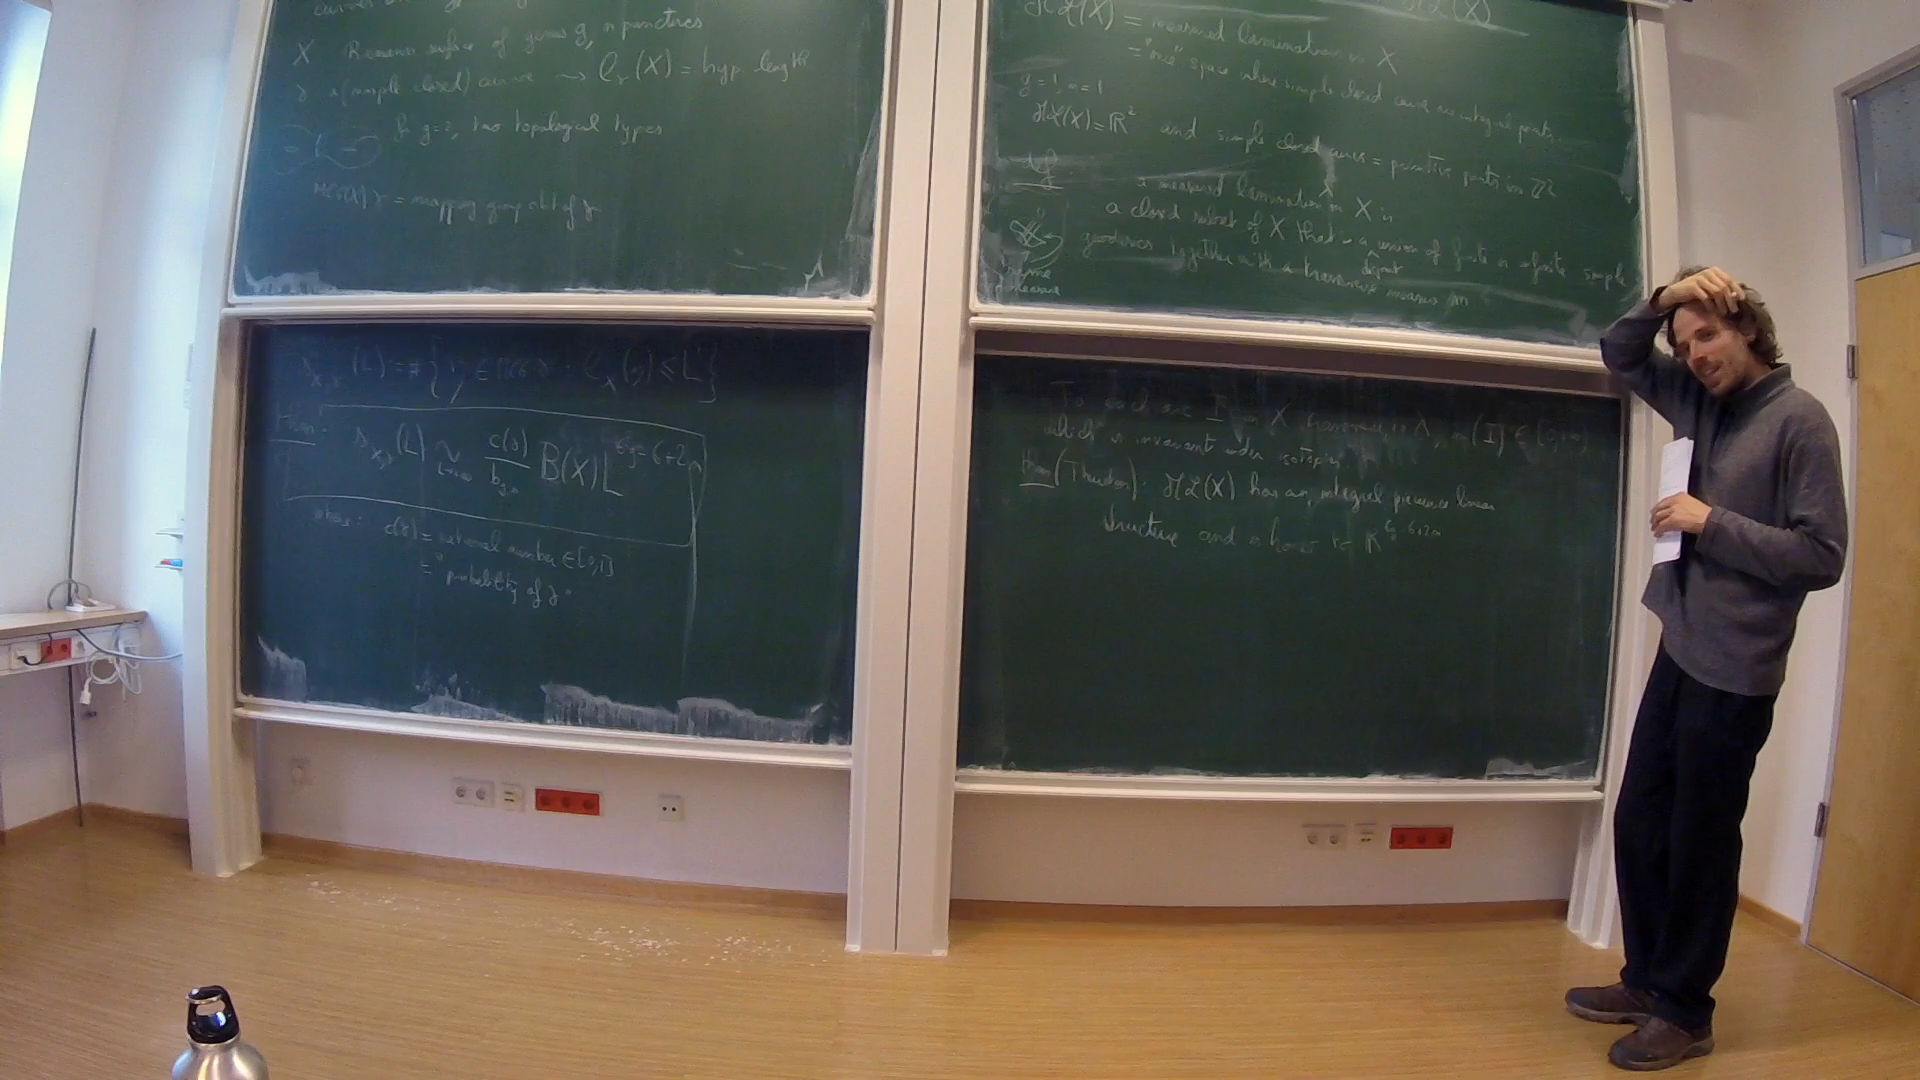 X Riemann surface of genus g, n punctures
γ a (simple closed) curve ⇝ ℓ_γ(X) = hyp. length
for g=2, two topological types
MCG(X) γ = mapping group orbit of γ
s_{X,γ}(L) := #{ γ' ∈ MCG γ : ℓ_X(γ') ≤ L }
thm:
s_{X,γ}(L) ~_{L→∞} c(γ)/b_{g,n} B(X) L^{6g-6+2n}
where: c(γ) = rational number ∈ [0,1]
= "probability of γ"
ML(X) = measured laminations on X
= "nice" space where simple closed curve are integral points
g=1, n=1
ML(X) = ℝ² and simple closed curves = primitive points in ℤ²
def
a measured lamination λ on X is
a closed subset of X that is a union of finite or infinite simple
disjoint
geodesics together with a transverse measure m
To each arc I in X transverse to λ, m(I) ∈ [0,∞)
which is invariant under isotopies
thm (Thurston): ML(X) has an integral piecewise linear
structure and is homeo to ℝ^{6g-6+2n}